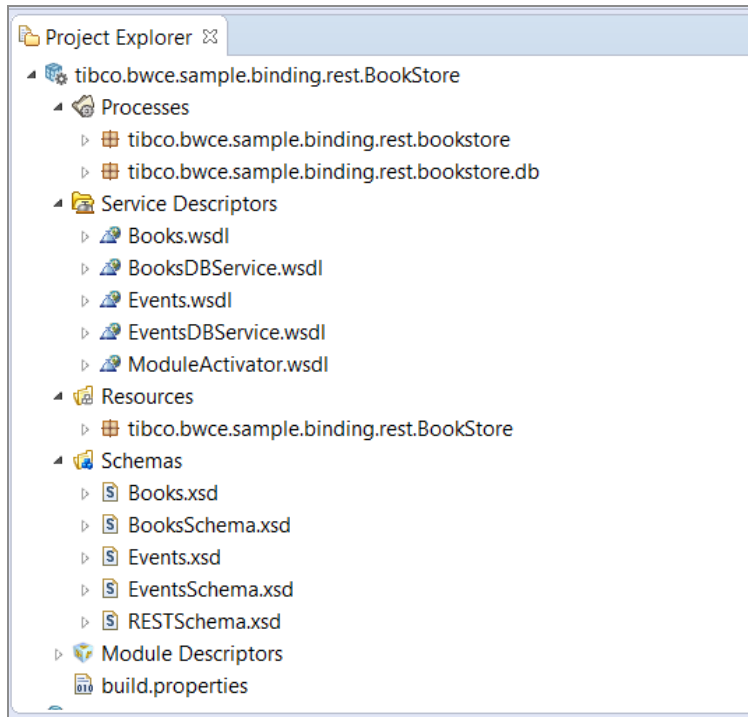 Project Explorer
tibco.bwce.sample.binding.rest.BookStore
Processes
tibco.bwce.sample.binding.rest.bookstore
tibco.bwce.sample.binding.rest.bookstore.db
Service Descriptors
Books.wsdl
BooksDBService.wsdl
Events.wsdl
EventsDBService.wsdl
ModuleActivator.wsdl
Resources
tibco.bwce.sample.binding.rest.BookStore
Schemas
Books.xsd
BooksSchema.xsd
Events.xsd
EventsSchema.xsd
RESTSchema.xsd
Module Descriptors
build.properties